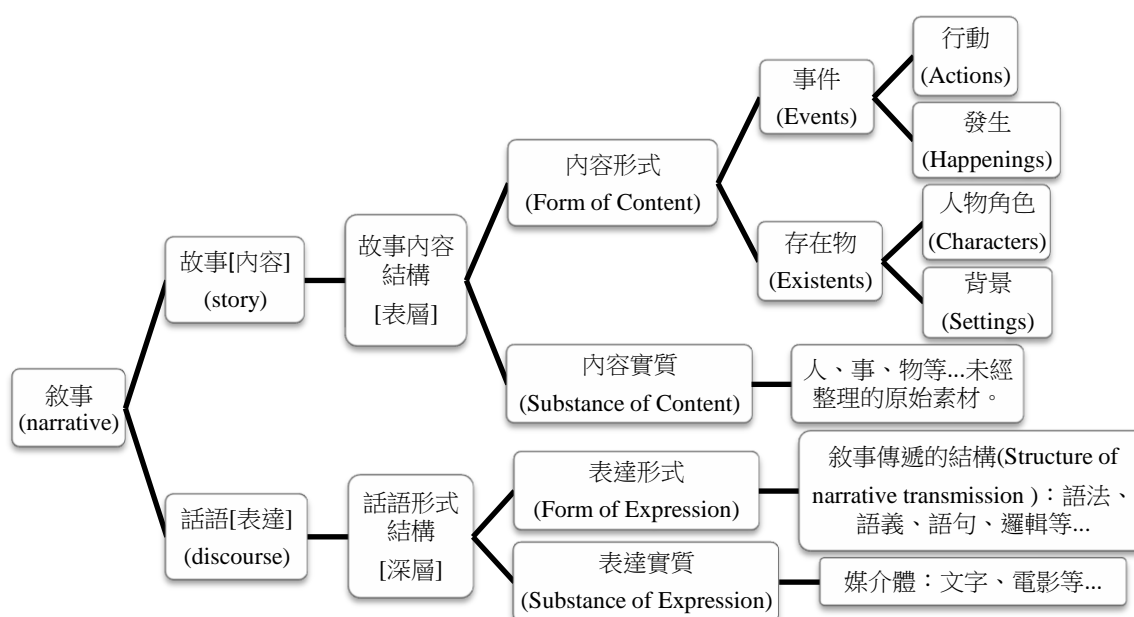 敘事
(narrative)
故事[內容]
(story)
故事內容
結構
[表層]
內容形式
(Form of Content)
事件
(Events)
行動
(Actions)
發生
(Happenings)
存在物
(Existents)
人物角色
(Characters)
背景
(Settings)
內容實質
(Substance of Content)
人、事、物等...未經
整理的原始素材。
話語[表達]
(discourse)
話語形式
結構
[深層]
表達形式
(Form of Expression)
敘事傳遞的結構(Structure of
narrative transmission )：語法、
語義、語句、邏輯等...
表達實質
(Substance of Expression)
媒介體：文字、電影等...